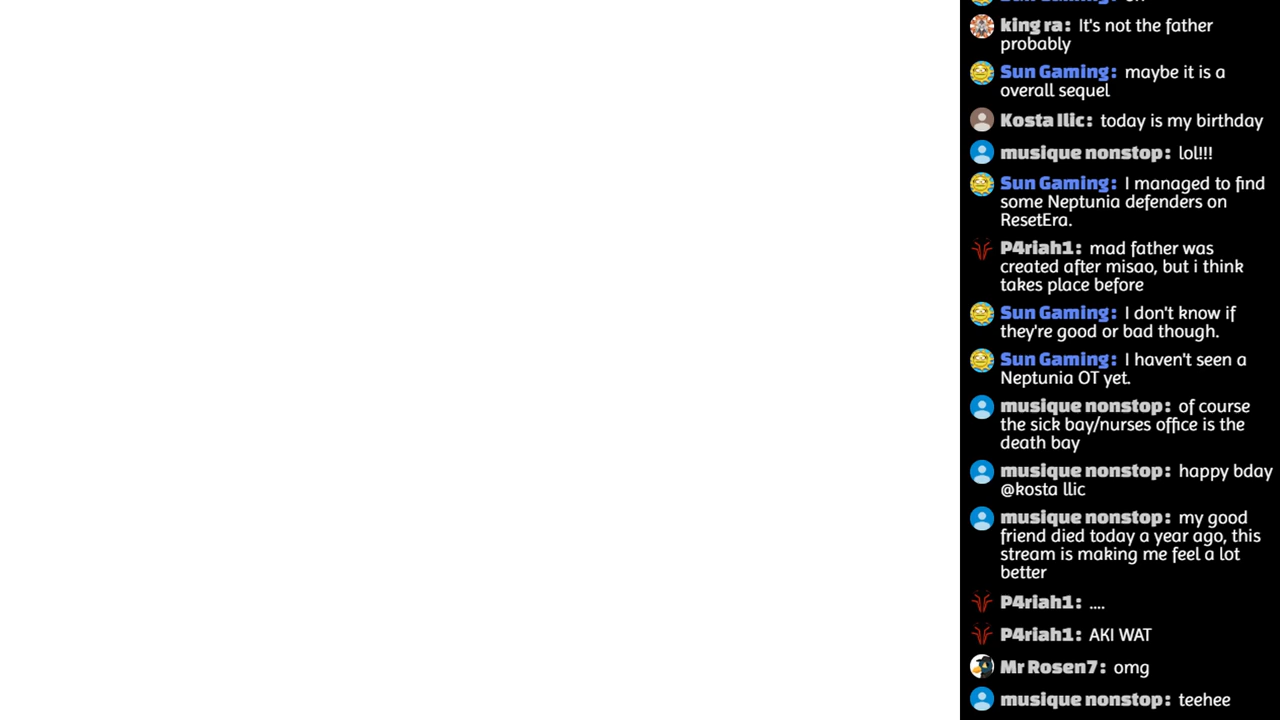 king ra: It's not the father
probably
Sun Gaming: maybe it is a
overall sequel
Kosta Ilic: today is my birthday
musique nonstop: lol!!!
Sun Gaming: I managed to find
some Neptunia defenders on
ResetEra.
P4riah1: mad father was
created after misao, but i think
takes place before
Sun Gaming: I don't know if
they're good or bad though.
Sun Gaming: I haven't seen a
Neptunia OT yet.
musique nonstop: of course
the sick bay/nurses office is the
death bay
musique nonstop: happy bday
@kosta llic
musique nonstop: my good
friend died today a year ago, this
stream is making me feel a lot
better
P4riah1: ....
P4riah1: AKI WAT
Mr Rosen7: omg
musique nonstop: teehee